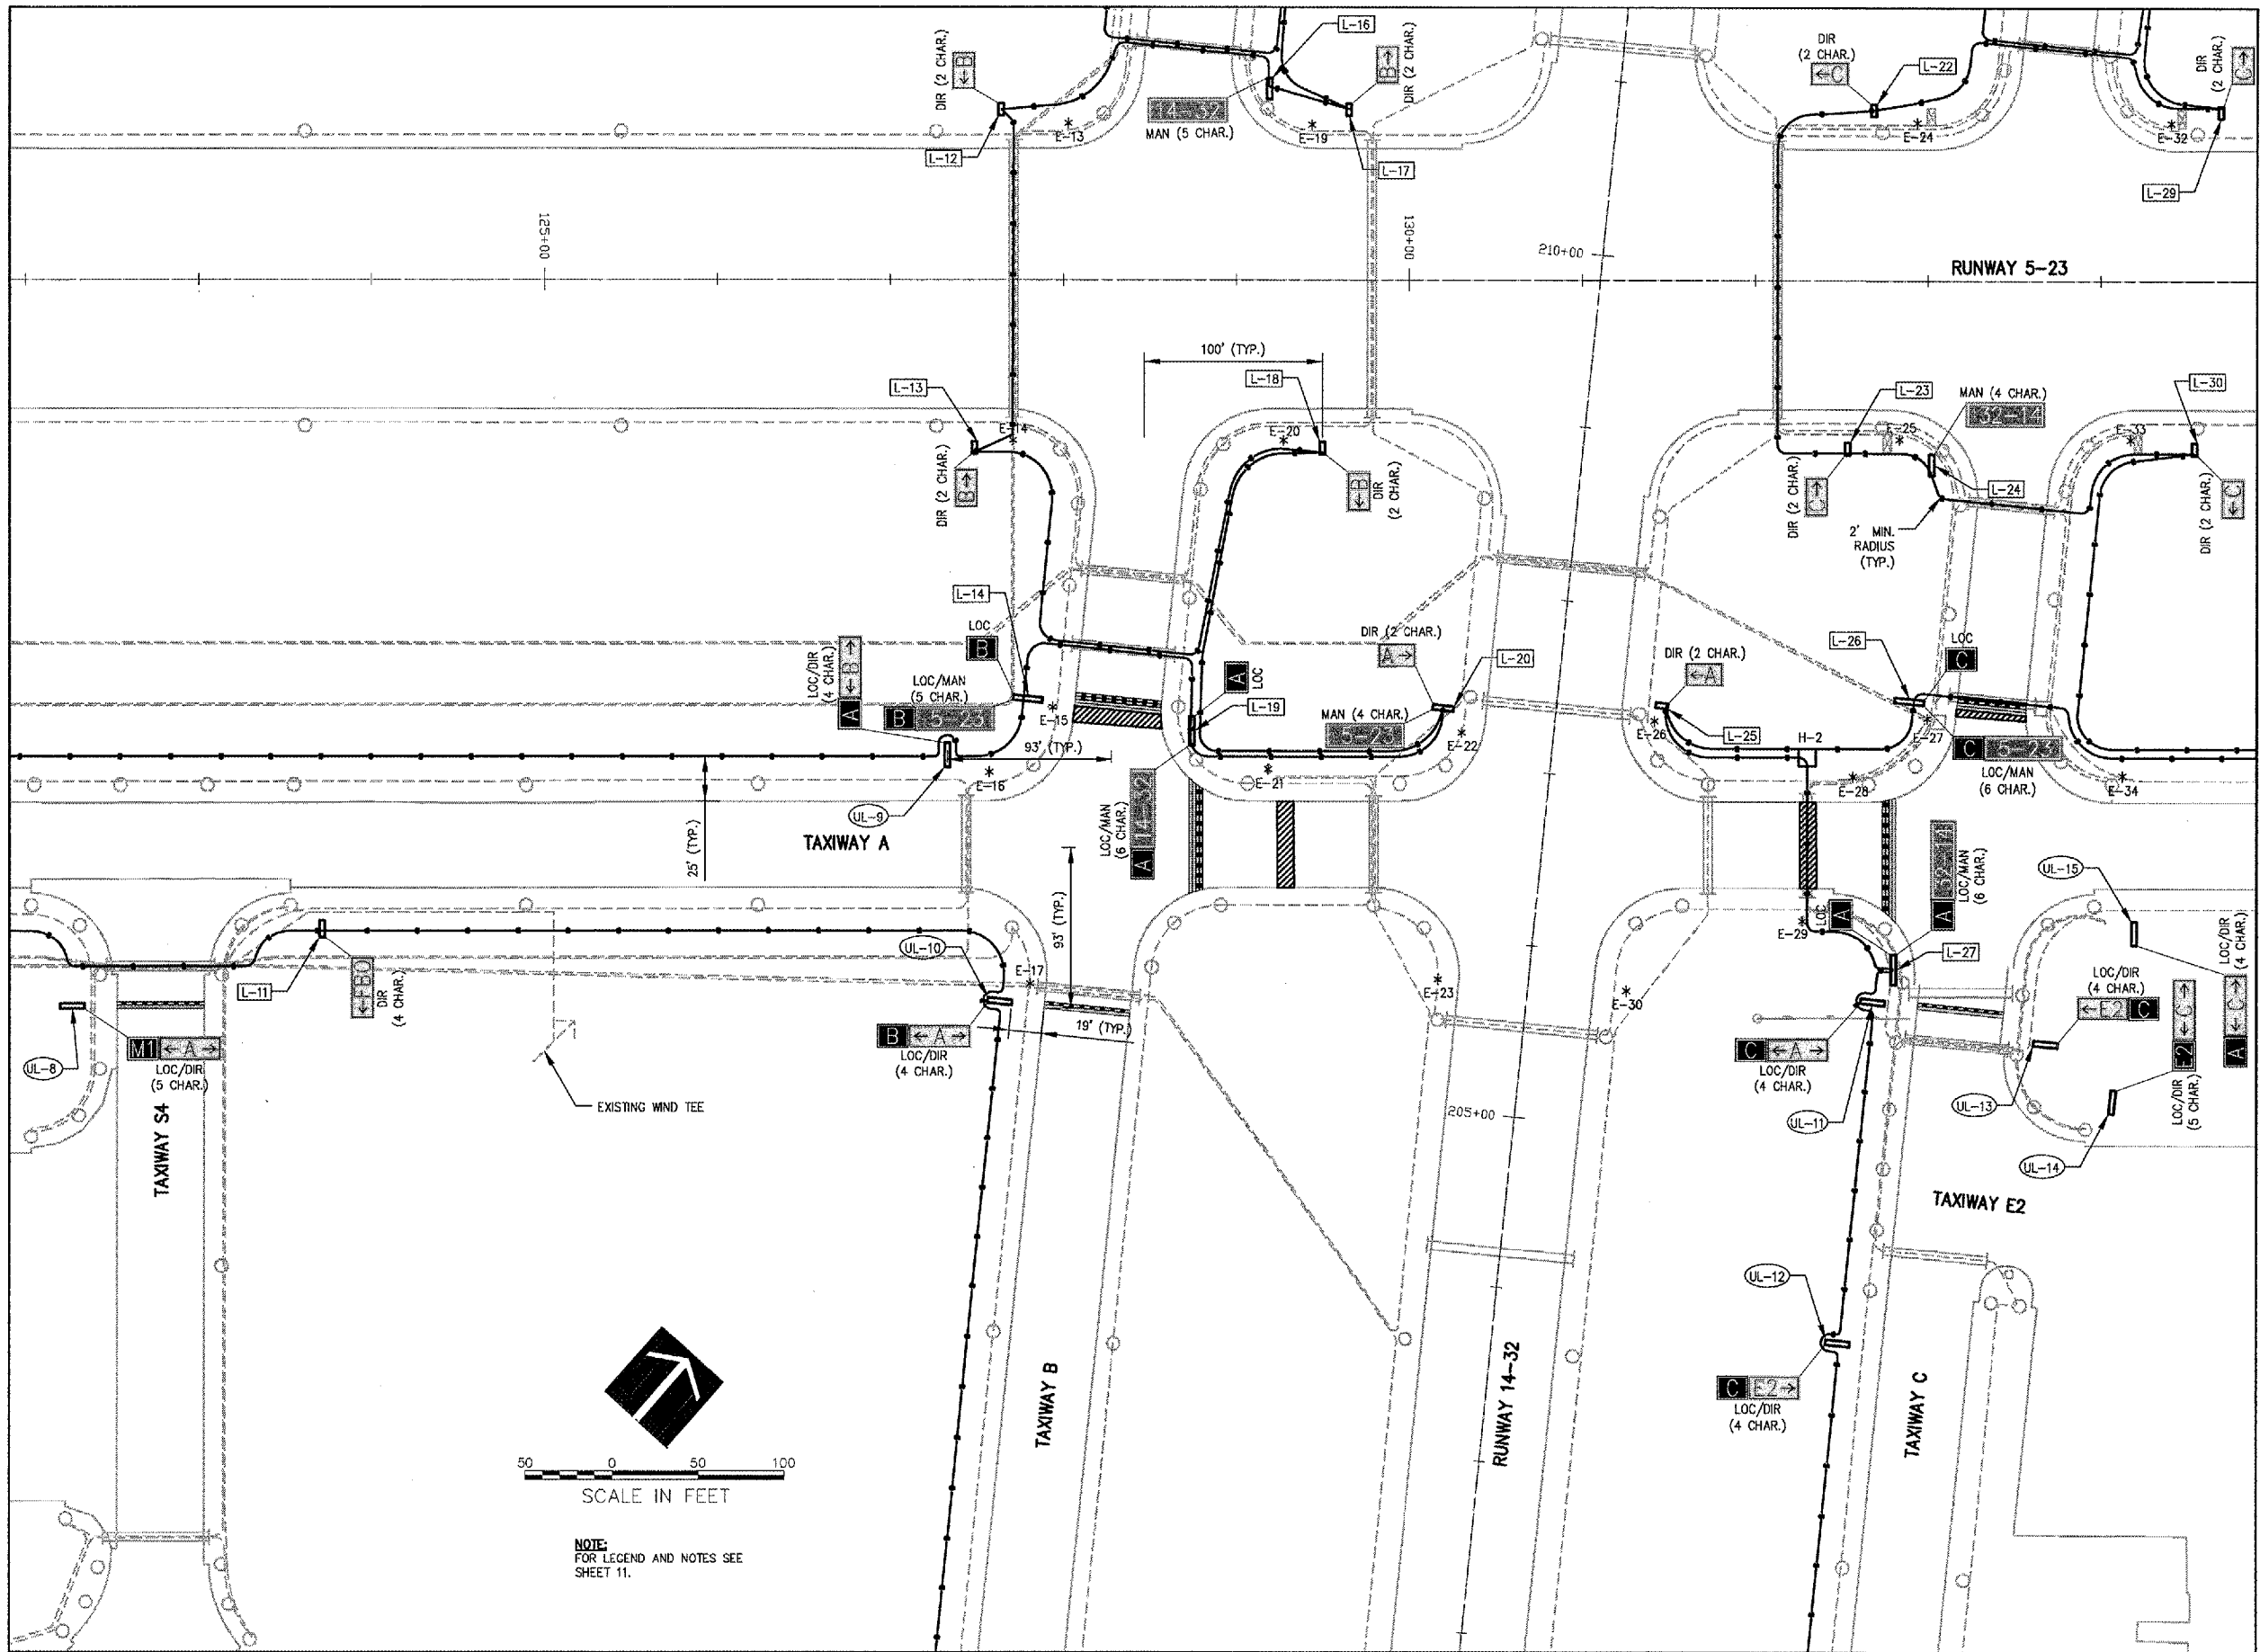 L-16
DIR (2 CHAR.)
←B
B→
DIR (2 CHAR.)
DIR
(2 CHAR.)
←C
L-22
DIR
(2 CHAR.)
C→
14-32
MAN (5 CHAR.)
E-13
E-19
E-24
E-32
L-12
L-17
L-29
125+00
130+00
210+00
RUNWAY 5-23
100' (TYP.)
L-13
L-18
L-23
MAN (4 CHAR.)
32-14
L-30
E-14
E-20
E-25
E-33
DIR (2 CHAR.)
B→
←B
DIR
(2 CHAR.)
DIR (2 CHAR.)
C→
L-24
DIR (2 CHAR.)
←C
2' MIN.
RADIUS
(TYP.)
L-14
LOC
B
LOC/DIR
(4 CHAR.)
A ←B→
LOC/MAN
(5 CHAR.)
B 5-23
E-15
A
LOC
L-19
DIR (2 CHAR.)
A→
L-20
MAN (4 CHAR.)
5-23
E-22
DIR (2 CHAR.)
←A
E-26
L-25
H-2
L-26
LOC
C
E-27
C 5-23
LOC/MAN
(6 CHAR.)
93' (TYP.)
E-16
E-21
E-28
E-34
UL-9
TAXIWAY A
25' (TYP.)
LOC/MAN
(6 CHAR.)
A 14-32
93' (TYP.)
LOC/MAN
(6 CHAR.)
A
UL-15
LOC
A
E-29
L-27
UL-10
E-17
L-11
←FBO
DIR
(4 CHAR.)
E-23
E-30
LOC/DIR
(4 CHAR.)
←E2 C
E2 ←C→
LOC/DIR
(5 CHAR.)
LOC/DIR
(4 CHAR.)
A ←C→
M1 ←A→
LOC/DIR
(5 CHAR.)
UL-8
B ←A→
LOC/DIR
(4 CHAR.)
19' (TYP.)
C ←A→
LOC/DIR
(4 CHAR.)
UL-13
UL-11
UL-14
EXISTING WIND TEE
205+00
TAXIWAY S4
TAXIWAY E2
UL-12
C E2→
LOC/DIR
(4 CHAR.)
TAXIWAY B
RUNWAY 14-32
TAXIWAY C
50 0 50 100
SCALE IN FEET
NOTE:
FOR LEGEND AND NOTES SEE
SHEET 11.